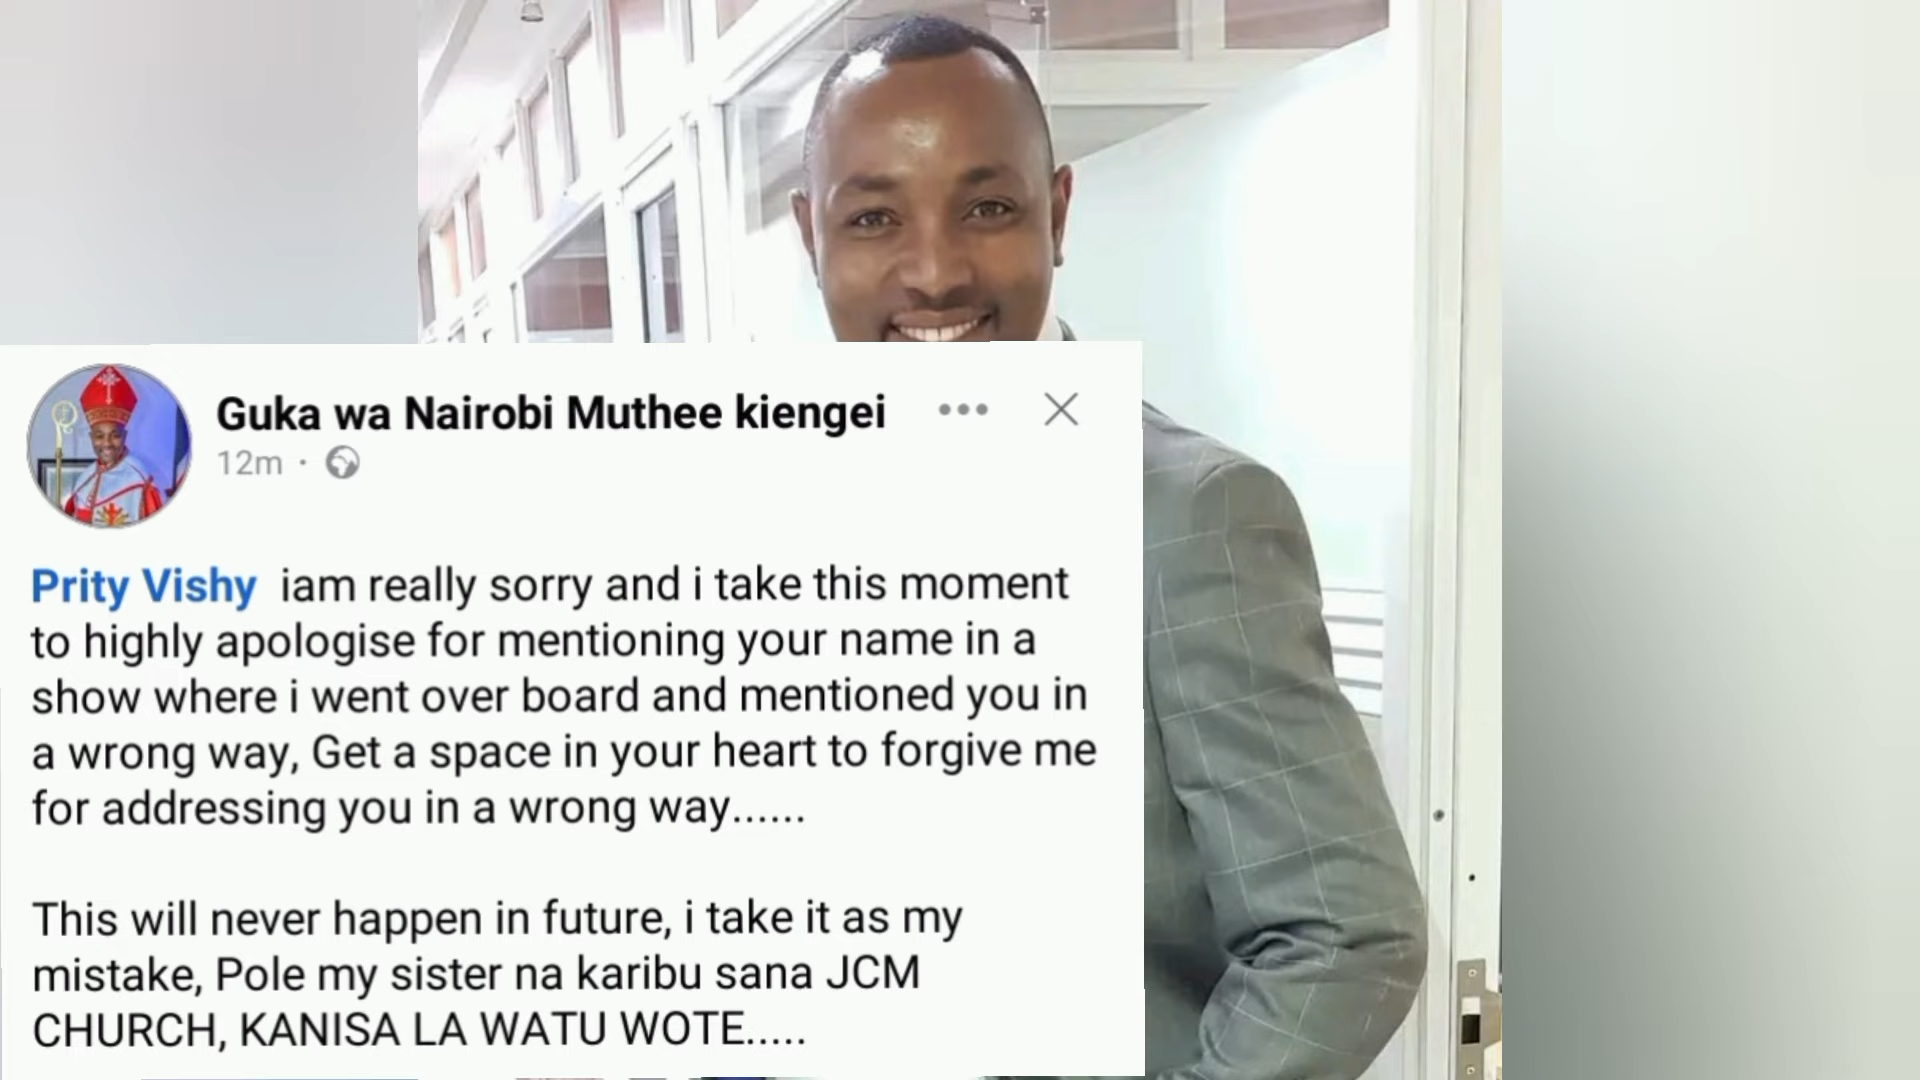 Guka wa Nairobi Muthee kiengei
12m
Prity Vishy iam really sorry and i take this moment
to highly apologise for mentioning your name in a
show where i went over board and mentioned you in
a wrong way, Get a space in your heart to forgive me
for addressing you in a wrong way......
This will never happen in future, i take it as my
mistake, Pole my sister na karibu sana JCM
CHURCH, KANISA LA WATU WOTE.....